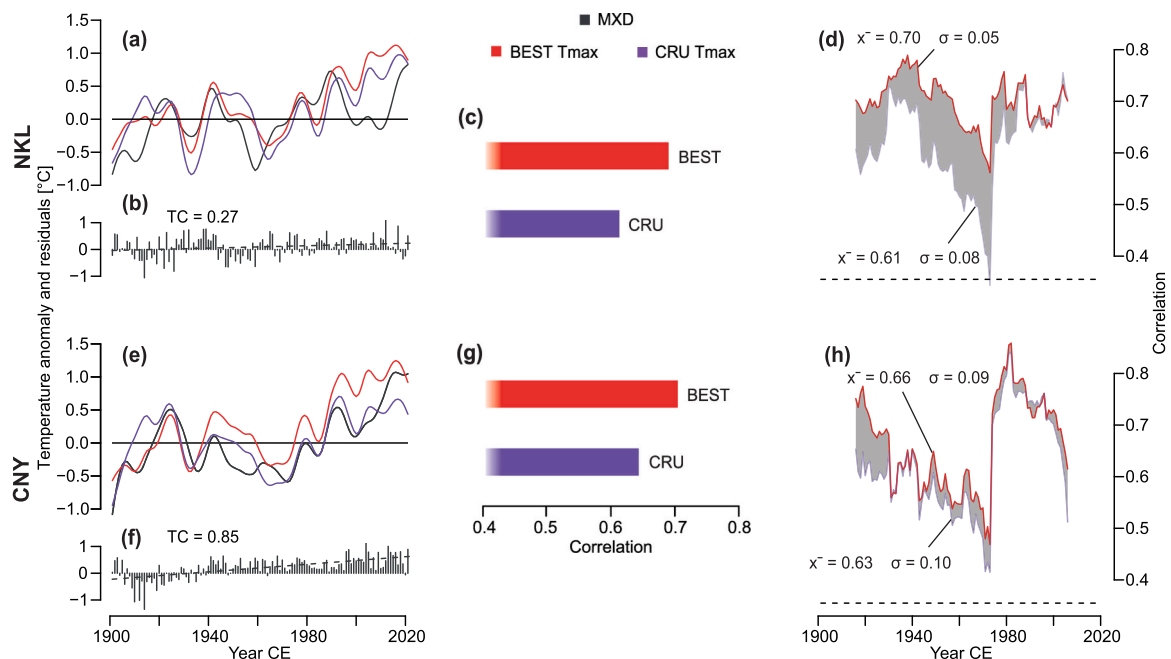 MXD
BEST Tmax
CRU Tmax
NKL
CNY
Temperature anomaly and residuals [°C]
(a)
1.5
1.0
0.5
0.0
−0.5
−1.0
(b)
TC = 0.27
1
0
−1
(c)
BEST
CRU
(d)
x⁻ = 0.70 σ = 0.05
x⁻ = 0.61 σ = 0.08
0.8
0.7
0.6
0.5
0.4
Correlation
(e)
1.5
1.0
0.5
0.0
−0.5
−1.0
(f)
TC = 0.85
1
0
−1
1900 1940 1980 2020
Year CE
(g)
BEST
CRU
0.4 0.5 0.6 0.7 0.8
Correlation
(h)
x⁻ = 0.66 σ = 0.09
x⁻ = 0.63 σ = 0.10
0.8
0.7
0.6
0.5
0.4
1900 1940 1980 2020
Year CE